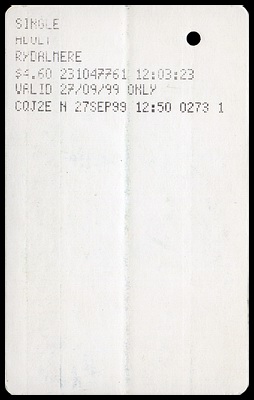 SINGLE
ADULT
RYDALMERE
$4.60 231047761 12:03:23
VALID 27/09/99 ONLY
CQJ2E N 27SEP99 12:50 0273 1